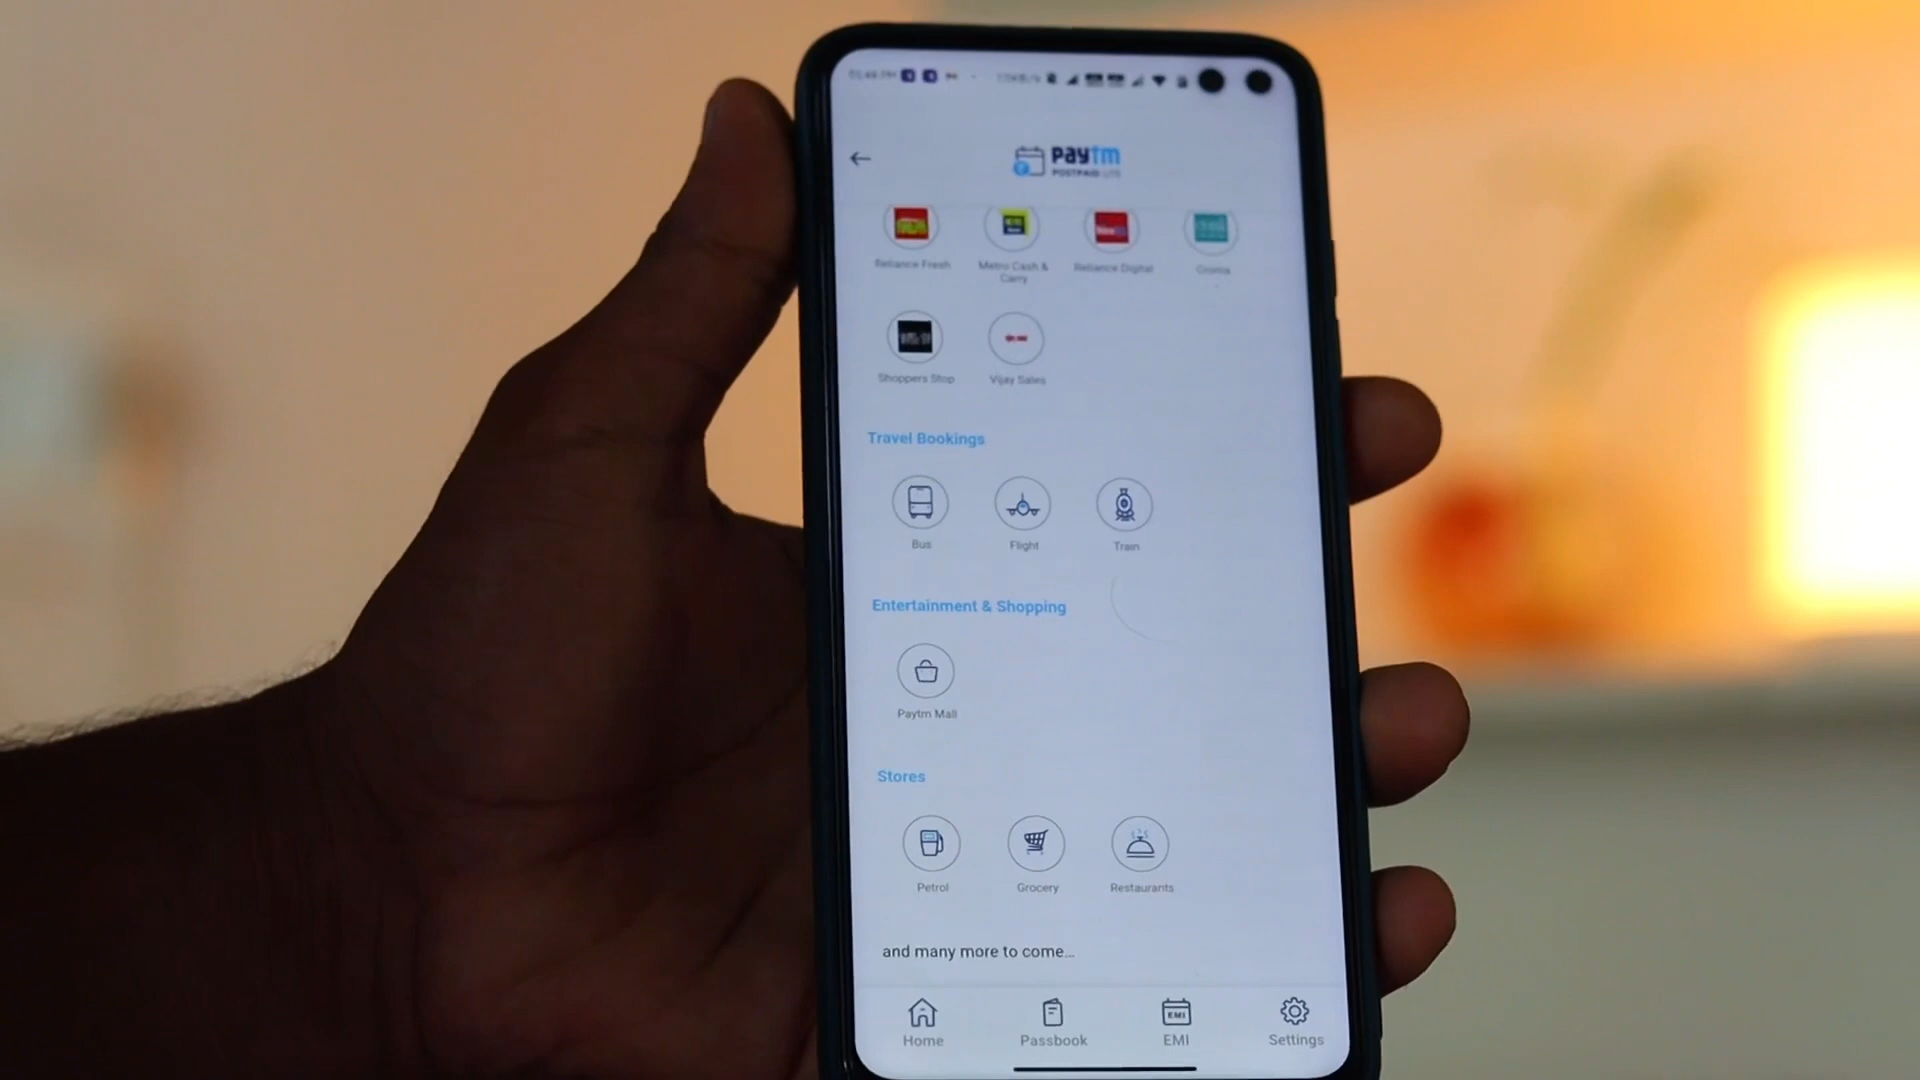 paytm
POSTPAID LITE
Reliance Fresh
Metro Cash &
Carry
Reliance Digital
Croma
Shoppers Stop
Vijay Sales
Travel Bookings
Bus
Flight
Train
Entertainment & Shopping
Paytm Mall
Stores
Petrol
Grocery
Restaurants
and many more to come...
Home
Passbook
EMI
EMI
Settings